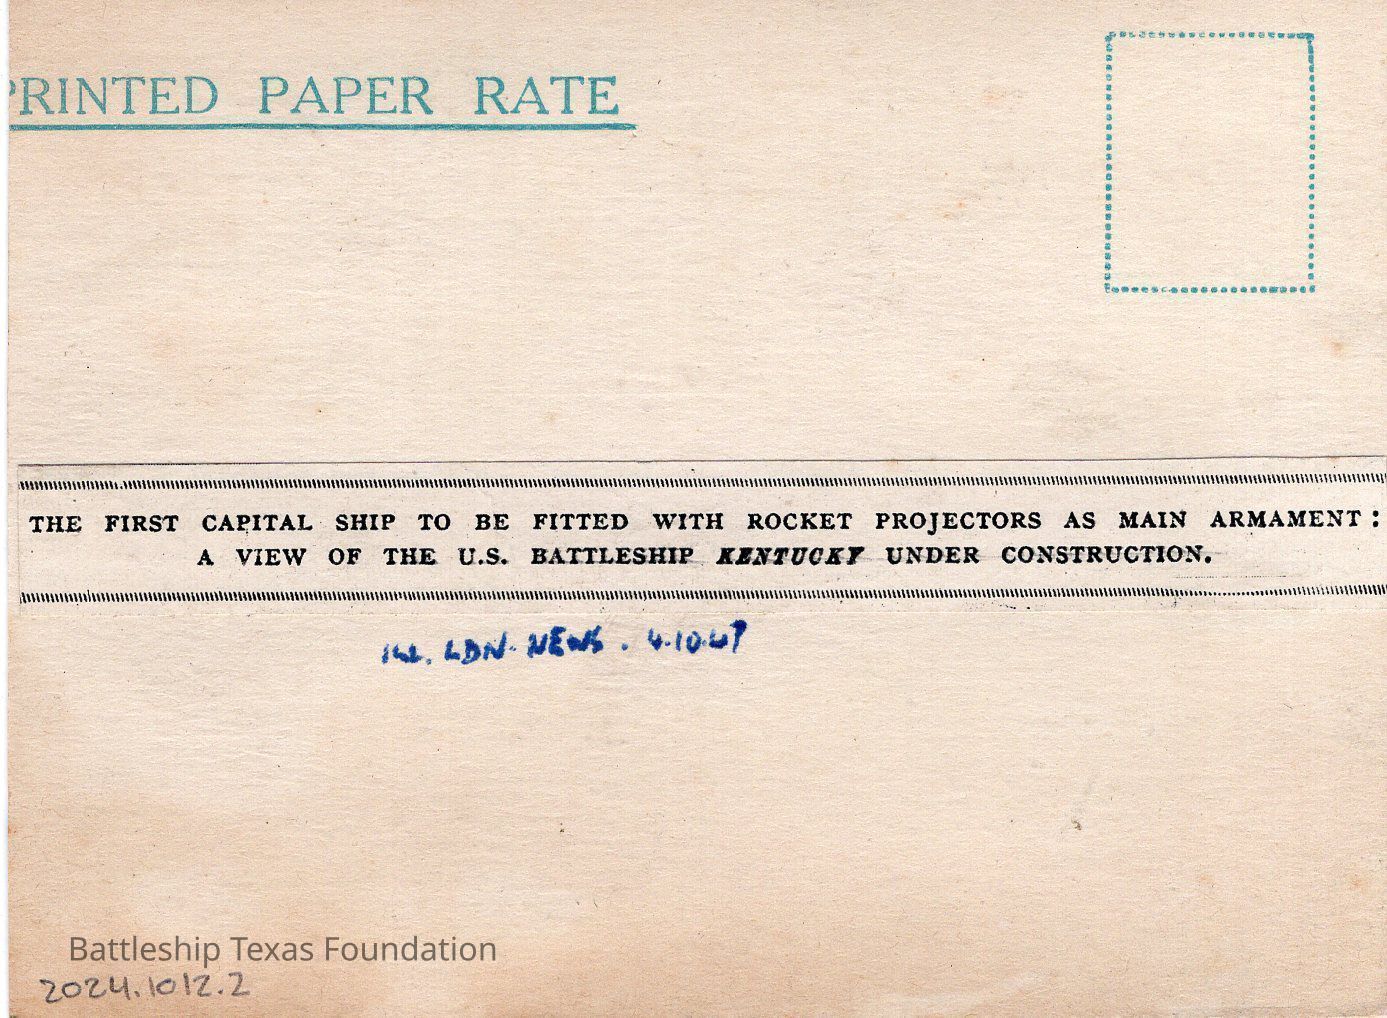 PRINTED PAPER RATE
THE FIRST CAPITAL SHIP TO BE FITTED WITH ROCKET PROJECTORS AS MAIN ARMAMENT:
A VIEW OF THE U.S. BATTLESHIP KENTUCKY UNDER CONSTRUCTION.
ILL. LDN. NEWS. 4.10.47
Battleship Texas Foundation
2024.1012.2